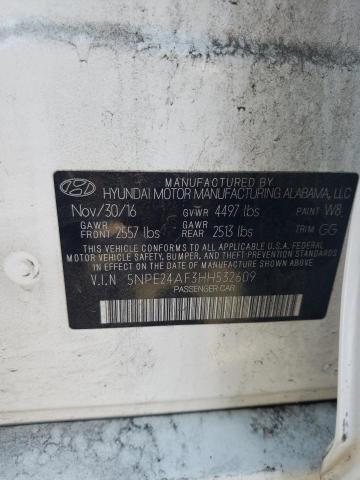 MANUFACTURED BY
HYUNDAI MOTOR MANUFACTURING ALABAMA, LLC
Nov/30/16 GVWR 4497 lbs PAINT W8
GAWR FRONT 2557 lbs GAWR REAR 2513 lbs TRIM GG
THIS VEHICLE CONFORMS TO ALL APPLICABLE U.S.A. FEDERAL
MOTOR VEHICLE SAFETY, BUMPER, AND
THEFT PREVENTION STANDARDS IN EFFECT ON
THE DATE OF MANUFACTURE SHOWN ABOVE.
V.I.N 5NPE24AF3HH532609
PASSENGER CAR